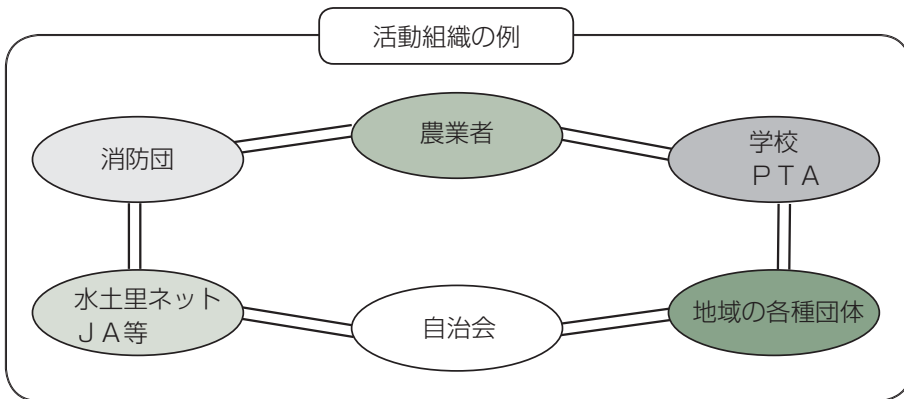 活動組織の例
農業者
消防団
学校
ＰＴＡ
水土里ネット
ＪＡ等
自治会
地域の各種団体